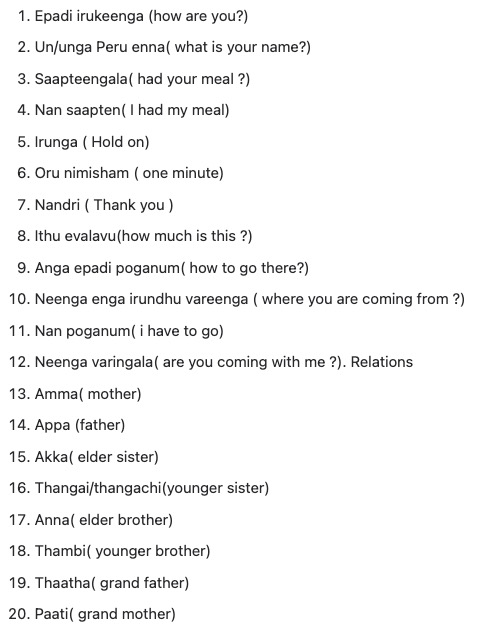 1. Epadi irukeenga (how are you?)
2. Un/unga Peru enna( what is your name?)
3. Saapteengala( had your meal ?)
4. Nan saapten( I had my meal)
5. Irunga ( Hold on)
6. Oru nimisham ( one minute)
7. Nandri ( Thank you )
8. Ithu evalavu(how much is this ?)
9. Anga epadi poganum( how to go there?)
10. Neenga enga irundhu vareenga ( where you are coming from ?)
11. Nan poganum( i have to go)
12. Neenga varingala( are you coming with me ?). Relations
13. Amma( mother)
14. Appa (father)
15. Akka( elder sister)
16. Thangai/thangachi(younger sister)
17. Anna( elder brother)
18. Thambi( younger brother)
19. Thaatha( grand father)
20. Paati( grand mother)